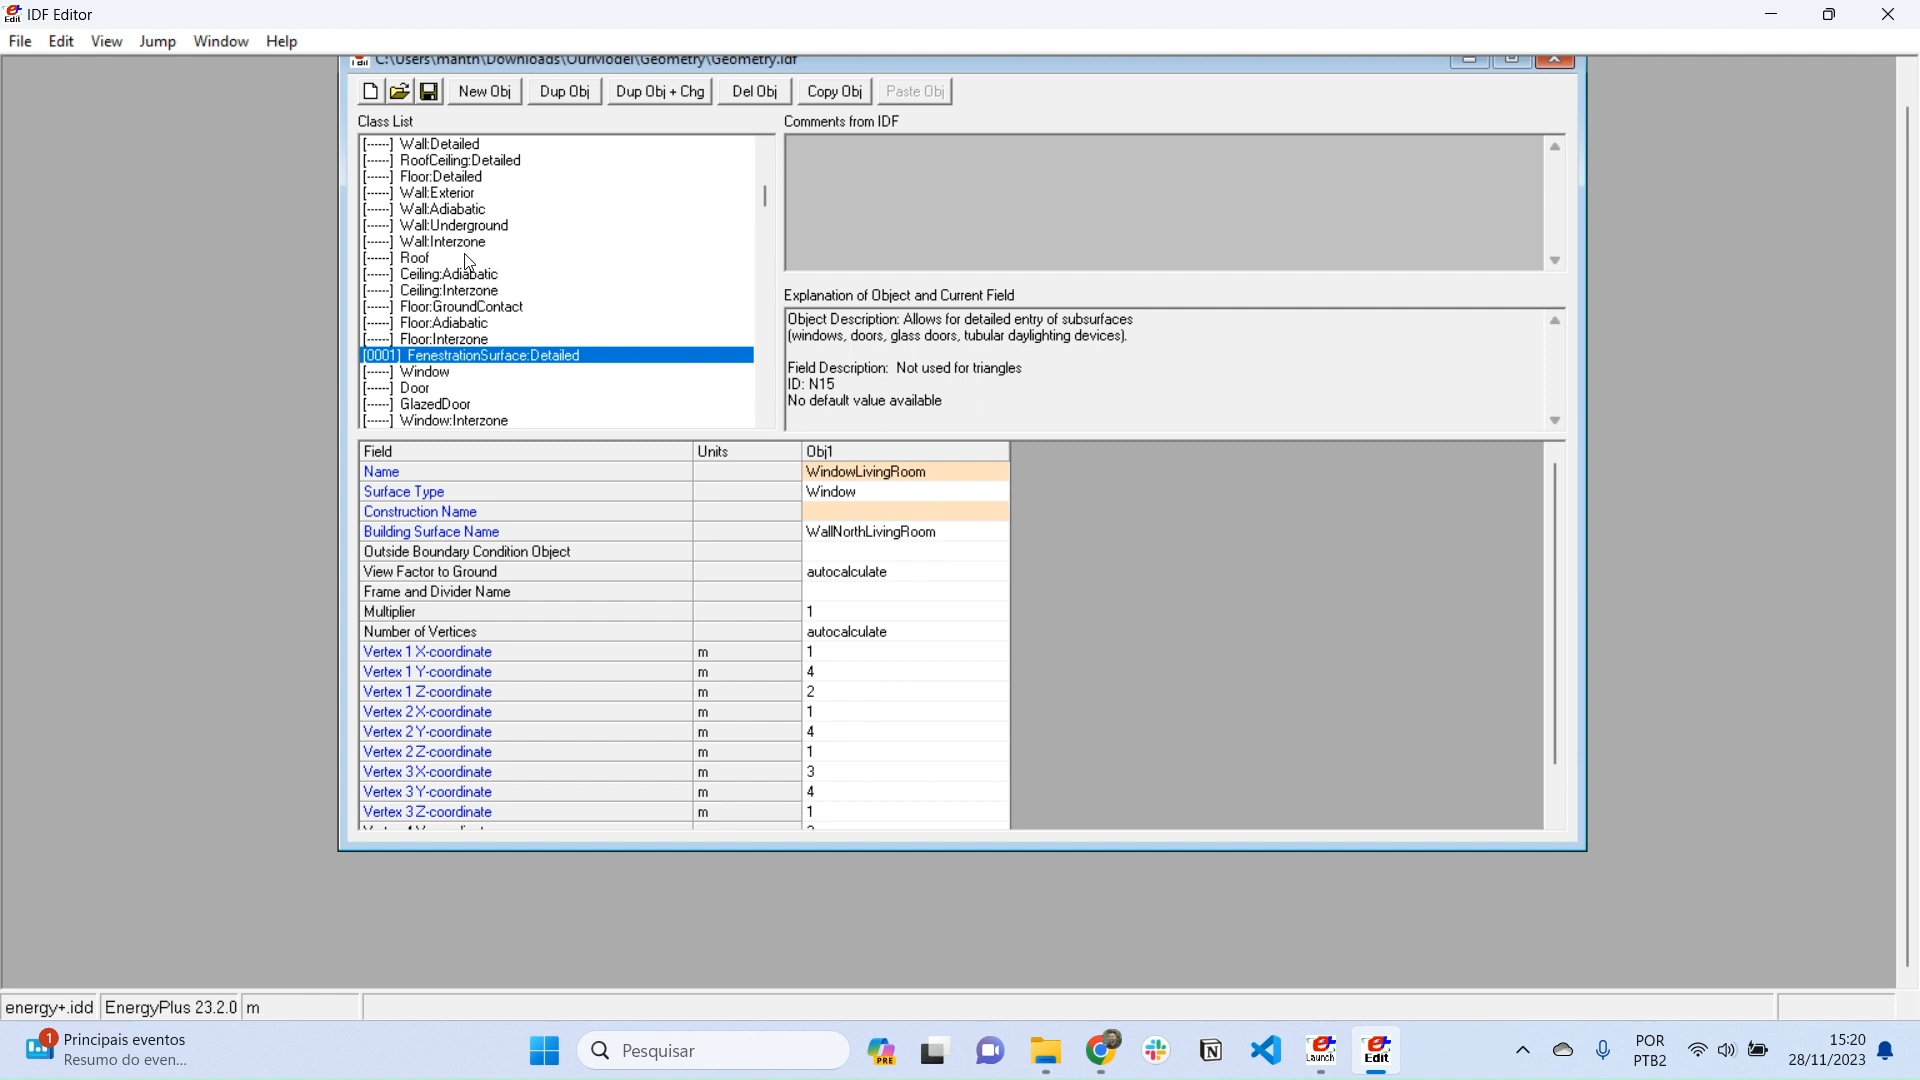 IDF Editor
File Edit View Jump Window Help
C:\Users\manth\Downloads\OurModel\Geometry\Geometry.idf
New Obj Dup Obj Dup Obj + Chg Del Obj Copy Obj Paste Obj
Class List
Comments from IDF
[------] Wall:Detailed
[------] RoofCeiling:Detailed
[------] Floor:Detailed
[------] Wall:Exterior
[------] Wall:Adiabatic
[------] Wall:Underground
[------] Wall:Interzone
[------] Roof
[------] Ceiling:Adiabatic
[------] Ceiling:Interzone
[------] Floor:GroundContact
[------] Floor:Adiabatic
[------] Floor:Interzone
[0001] FenestrationSurface:Detailed
[------] Window
[------] Door
[------] GlazedDoor
[------] Window:Interzone
Explanation of Object and Current Field
Object Description: Allows for detailed entry of subsurfaces
(windows, doors, glass doors, tubular daylighting devices).
Field Description: Not used for triangles
ID: N15
No default value available
Field Units Obj1
Name WindowLivingRoom
Surface Type Window
Construction Name
Building Surface Name WallNorthLivingRoom
Outside Boundary Condition Object
View Factor to Ground autocalculate
Frame and Divider Name
Multiplier 1
Number of Vertices autocalculate
Vertex 1 X-coordinate m 1
Vertex 1 Y-coordinate m 4
Vertex 1 Z-coordinate m 2
Vertex 2 X-coordinate m 1
Vertex 2 Y-coordinate m 4
Vertex 2 Z-coordinate m 1
Vertex 3 X-coordinate m 3
Vertex 3 Y-coordinate m 4
Vertex 3 Z-coordinate m 1
energy+.idd EnergyPlus 23.2.0 m
1 Principais eventos
Resumo do even...
Pesquisar
PRE
Launch
Edit
POR
PTB2
15:20
28/11/2023